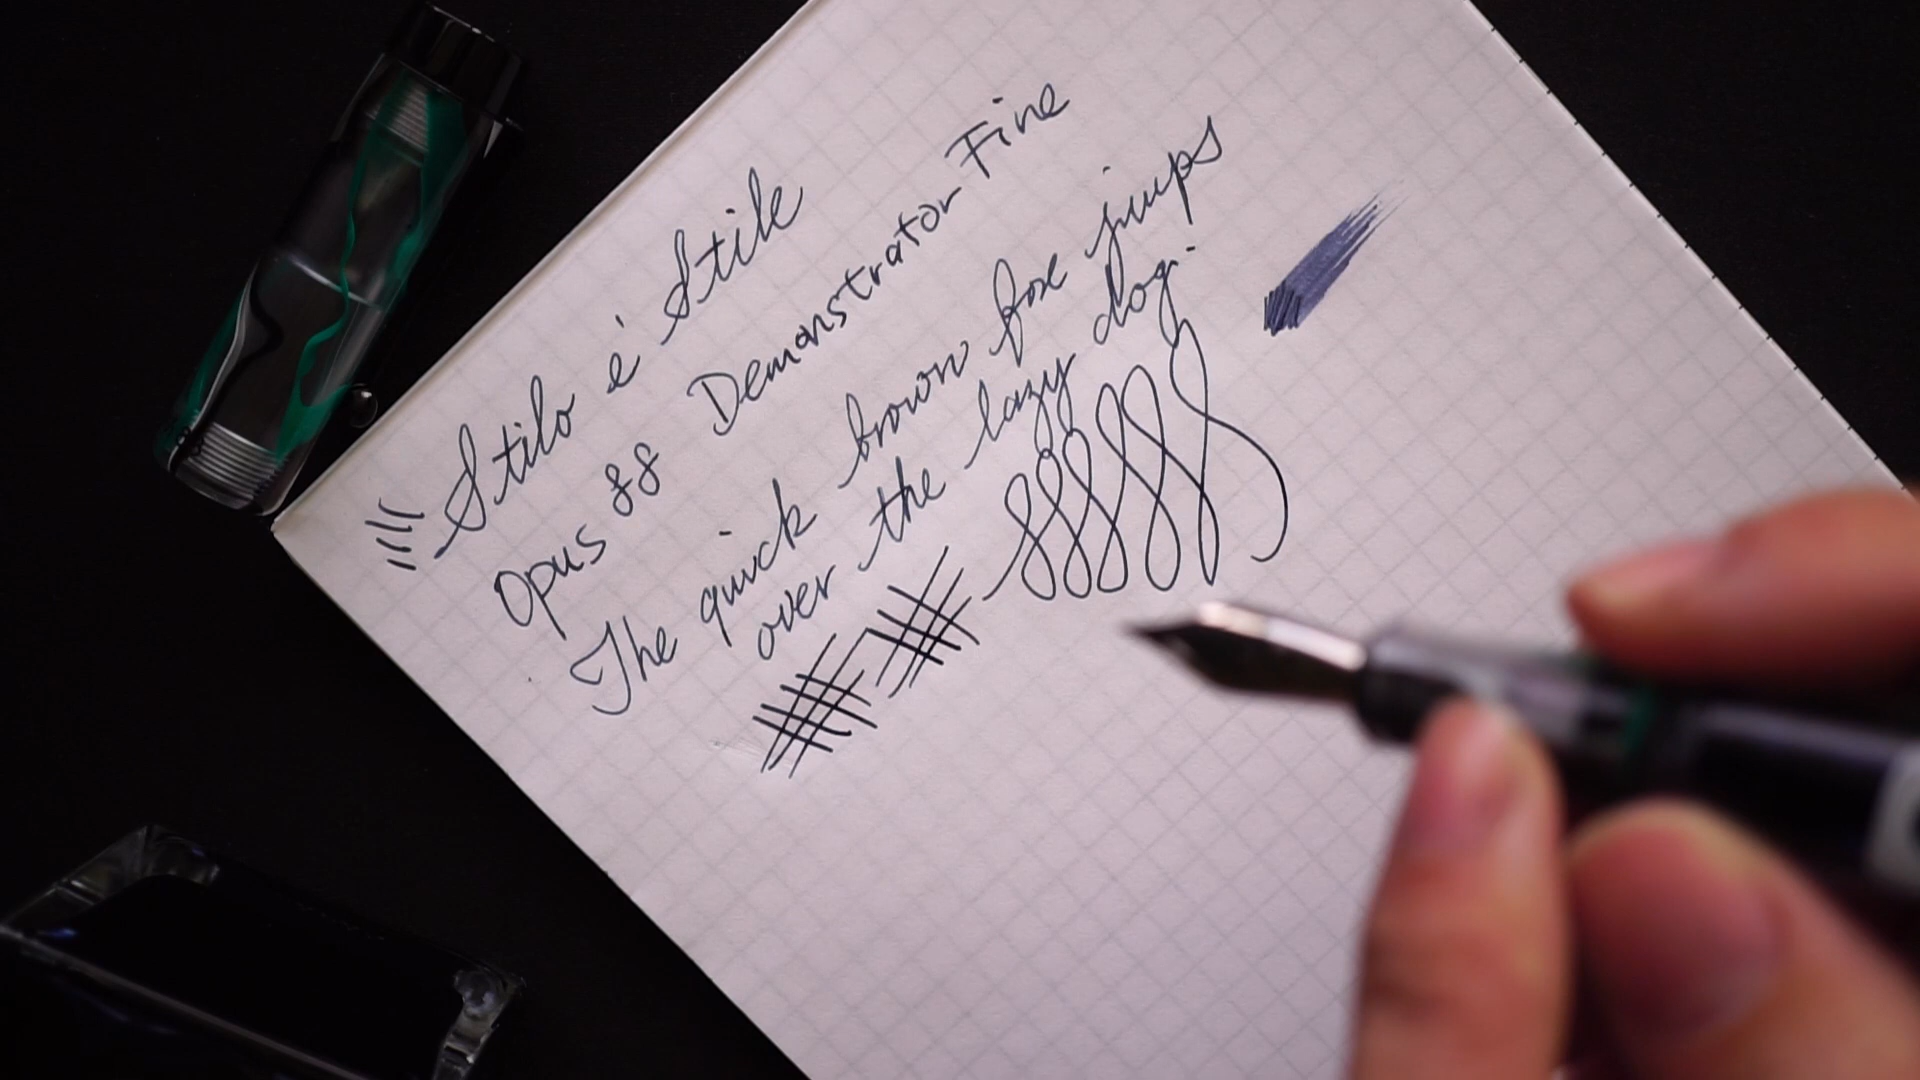 Stilo é Stile
Opus 88 Demonstrator Fine
The quick brown fox jumps
over the lazy dog.